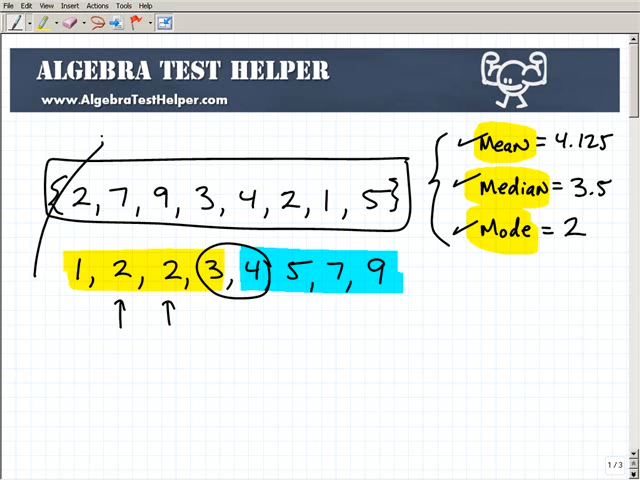 File Edit View Insert Actions Tools Help
ALGEBRA TEST HELPER
www.AlgebraTestHelper.com
{2, 7, 9, 3, 4, 2, 1, 5}
1, 2, 2, 3, 4, 5, 7, 9
Mean = 4.125
Median = 3.5
Mode = 2
1/3